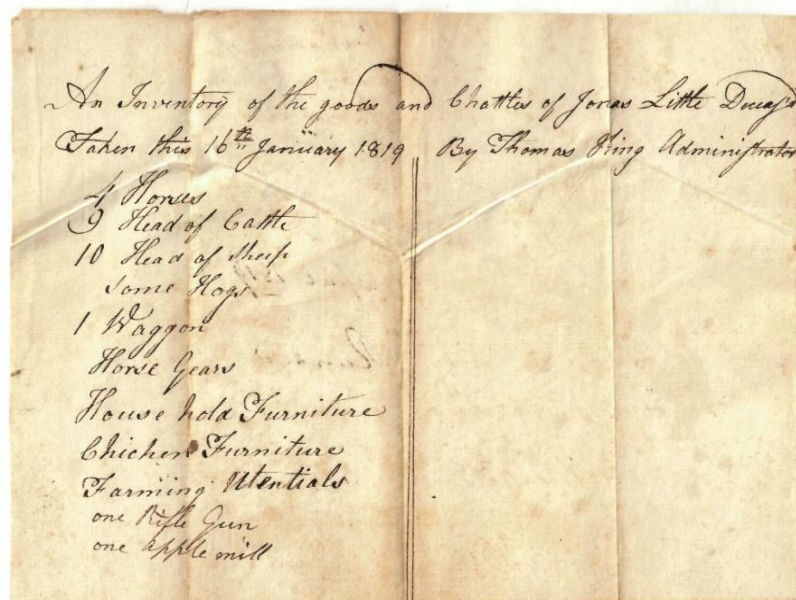 An Inventory of the goods and Chattles of Jonas Little Deceasd
Taken this 16th January 1819 By Thomas King Administrator
4 Horses
9 Head of Cattle
10 Head of Sheep
Some Hogs
1 Waggon
Horse Gears
House hold Furniture
Chichen Furniture
Farming Utentials
one Rifle Gun
one apple mill